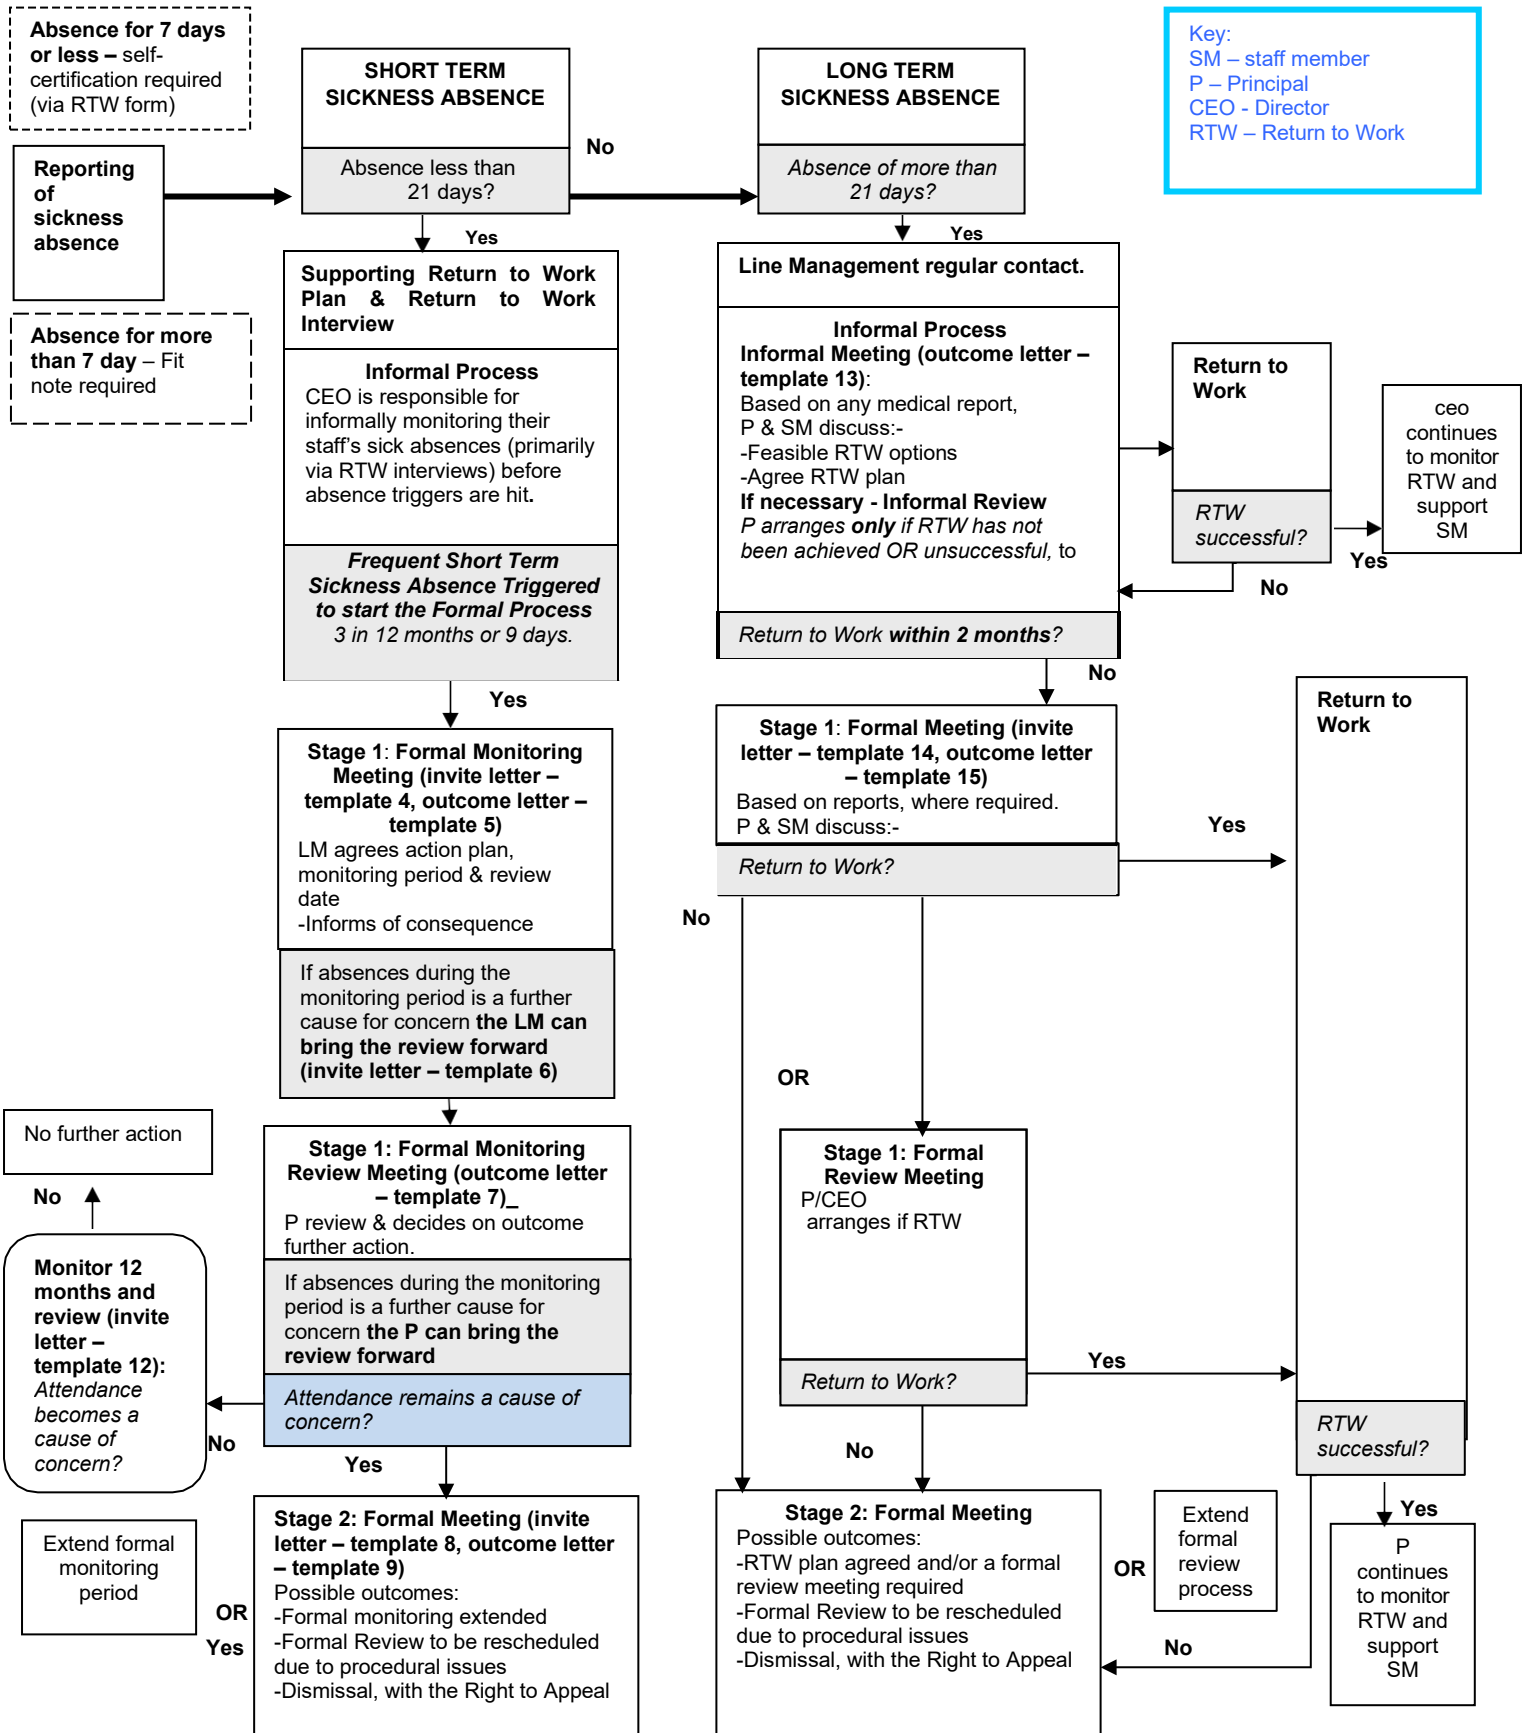 Absence for 7 days
or less – self-
certification required
(via RTW form)
Reporting
of
sickness
absence
Absence for more
than 7 day – Fit
note required
SHORT TERM
SICKNESS ABSENCE
Absence less than
21 days?
No
LONG TERM
SICKNESS ABSENCE
Absence of more than
21 days?
Key:
SM – staff member
P – Principal
CEO - Director
RTW – Return to Work
Yes
Supporting Return to Work
Plan & Return to Work
Interview
Informal Process
CEO is responsible for
informally monitoring their
staff's sick absences (primarily
via RTW interviews) before
absence triggers are hit.
Frequent Short Term
Sickness Absence Triggered
to start the Formal Process
3 in 12 months or 9 days.
Yes
Stage 1: Formal Monitoring
Meeting (invite letter –
template 4, outcome letter –
template 5)
LM agrees action plan,
monitoring period & review
date
-Informs of consequence
If absences during the
monitoring period is a further
cause for concern the LM can
bring the review forward
(invite letter – template 6)
Stage 1: Formal Monitoring
Review Meeting (outcome letter
– template 7)_
P review & decides on outcome
further action.
If absences during the monitoring
period is a further cause for
concern the P can bring the
review forward
Attendance remains a cause of
concern?
No
Monitor 12
months and
review (invite
letter –
template 12):
Attendance
becomes a
cause of
concern?
No
No further action
Yes
Stage 2: Formal Meeting (invite
letter – template 8, outcome letter
– template 9)
Possible outcomes:
-Formal monitoring extended
-Formal Review to be rescheduled
due to procedural issues
-Dismissal, with the Right to Appeal
Extend formal
monitoring
period
OR
Yes
Yes
Line Management regular contact.
Informal Process
Informal Meeting (outcome letter –
template 13):
Based on any medical report,
P & SM discuss:-
-Feasible RTW options
-Agree RTW plan
If necessary - Informal Review
P arranges only if RTW has not
been achieved OR unsuccessful, to
Return to Work within 2 months?
Return to
Work
RTW
successful?
Yes
No
ceo
continues
to monitor
RTW and
support
SM
No
Stage 1: Formal Meeting (invite
letter – template 14, outcome letter
– template 15)
Based on reports, where required.
P & SM discuss:-
Return to Work?
Yes
No
OR
Stage 1: Formal
Review Meeting
P/CEO
arranges if RTW
Return to Work?
Yes
No
Return to
Work
RTW
successful?
Yes
P
continues
to monitor
RTW and
support
SM
No
Stage 2: Formal Meeting
Possible outcomes:
-RTW plan agreed and/or a formal
review meeting required
-Formal Review to be rescheduled
due to procedural issues
-Dismissal, with the Right to Appeal
OR
Extend
formal
review
process